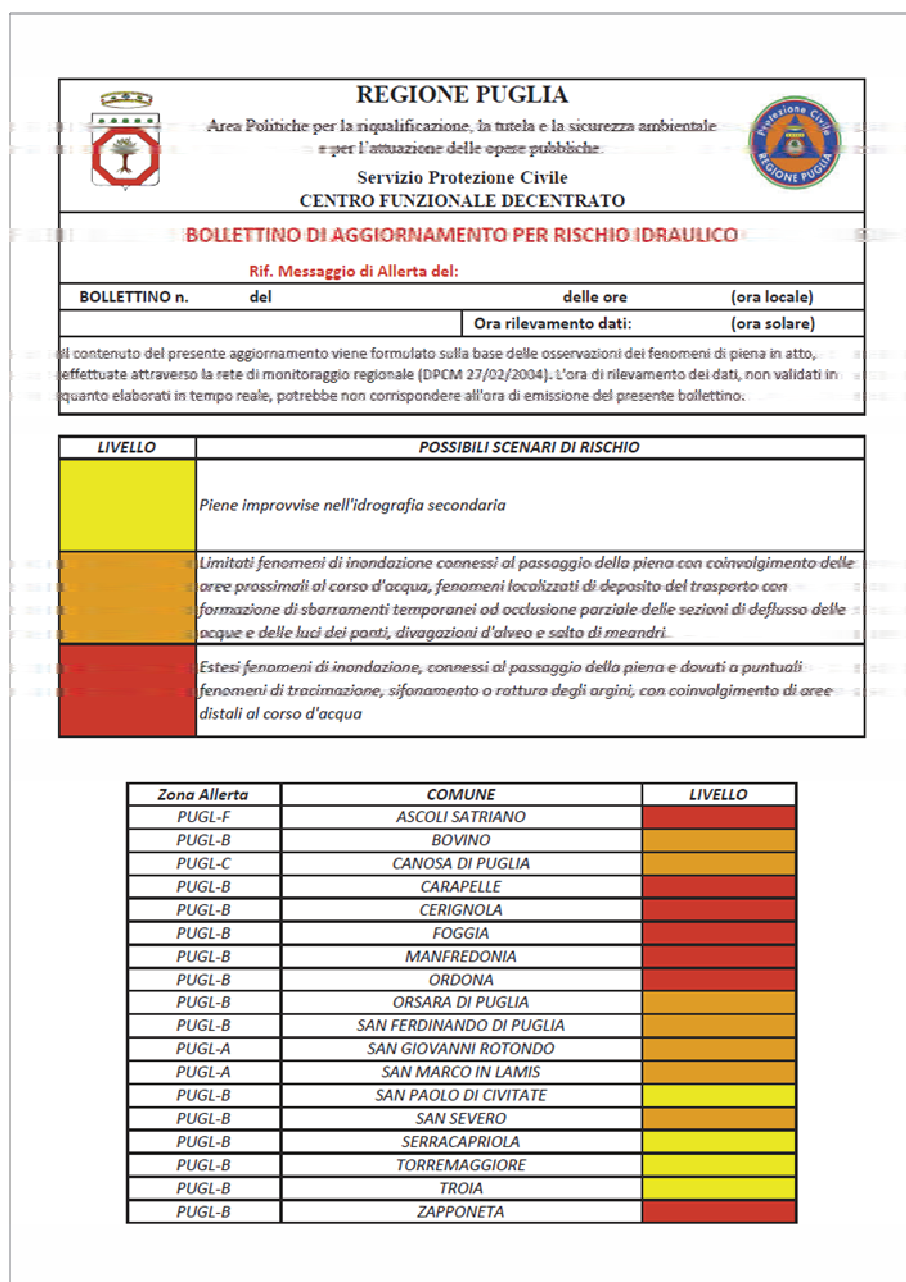 REGIONE PUGLIA
Area Politiche per la riqualificazione, la tutela e la sicurezza ambientale
e per l'attuazione delle opere pubbliche.
Servizio Protezione Civile
CENTRO FUNZIONALE DECENTRATO
Protezione Civile
REGIONE PUGLIA
BOLLETTINO DI AGGIORNAMENTO PER RISCHIO IDRAULICO
Rif. Messaggio di Allerta del:
BOLLETTINO n. del delle ore (ora locale)
Ora rilevamento dati: (ora solare)
Il contenuto del presente aggiornamento viene formulato sulla base delle osservazioni dei fenomeni di piena in atto,
effettuate attraverso la rete di monitoraggio regionale (DPCM 27/02/2004). L'ora di rilevamento dei dati, non validati in
quanto elaborati in tempo reale, potrebbe non corrispondere all'ora di emissione del presente bollettino.
LIVELLO POSSIBILI SCENARI DI RISCHIO
Piene improvvise nell'idrografia secondaria
Limitati fenomeni di inondazione connessi al passaggio della piena con coinvolgimento delle
aree prossimali al corso d'acqua, fenomeni localizzati di deposito del trasporto con
formazione di sbarramenti temporanei od occlusione parziale delle sezioni di deflusso delle
acque e delle luci dei ponti, divagazioni d'alveo e salto di meandri.
Estesi fenomeni di inondazione, connessi al passaggio della piena e dovuti a puntuali
fenomeni di tracimazione, sifonamento o rottura degli argini, con coinvolgimento di aree
distali al corso d'acqua
Zona Allerta COMUNE LIVELLO
PUGL-F ASCOLI SATRIANO
PUGL-B BOVINO
PUGL-C CANOSA DI PUGLIA
PUGL-B CARAPELLE
PUGL-B CERIGNOLA
PUGL-B FOGGIA
PUGL-B MANFREDONIA
PUGL-B ORDONA
PUGL-B ORSARA DI PUGLIA
PUGL-B SAN FERDINANDO DI PUGLIA
PUGL-A SAN GIOVANNI ROTONDO
PUGL-A SAN MARCO IN LAMIS
PUGL-B SAN PAOLO DI CIVITATE
PUGL-B SAN SEVERO
PUGL-B SERRACAPRIOLA
PUGL-B TORREMAGGIORE
PUGL-B TROIA
PUGL-B ZAPPONETA